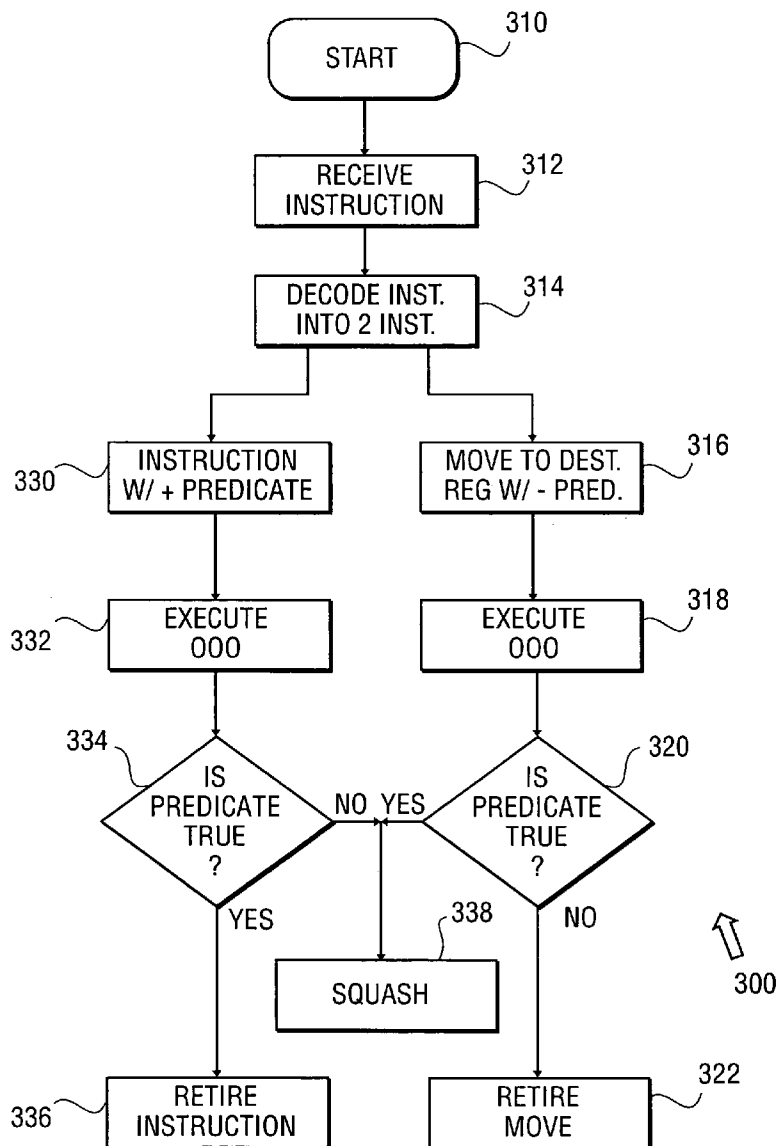 START
310
RECEIVE
INSTRUCTION
312
DECODE INST.
INTO 2 INST.
314
INSTRUCTION
W/ + PREDICATE
330
MOVE TO DEST.
REG W/ - PRED.
316
EXECUTE
OOO
332
EXECUTE
OOO
318
334
IS
PREDICATE
TRUE
?
NO
YES
YES
320
IS
PREDICATE
TRUE
?
NO
338
SQUASH
300
336
RETIRE
INSTRUCTION
RETIRE
MOVE
322